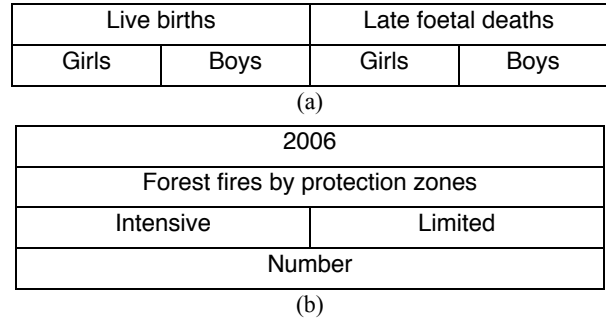 Live births Late foetal deaths
Girls Boys Girls Boys
(a)
2006
Forest fires by protection zones
Intensive Limited
Number
(b)